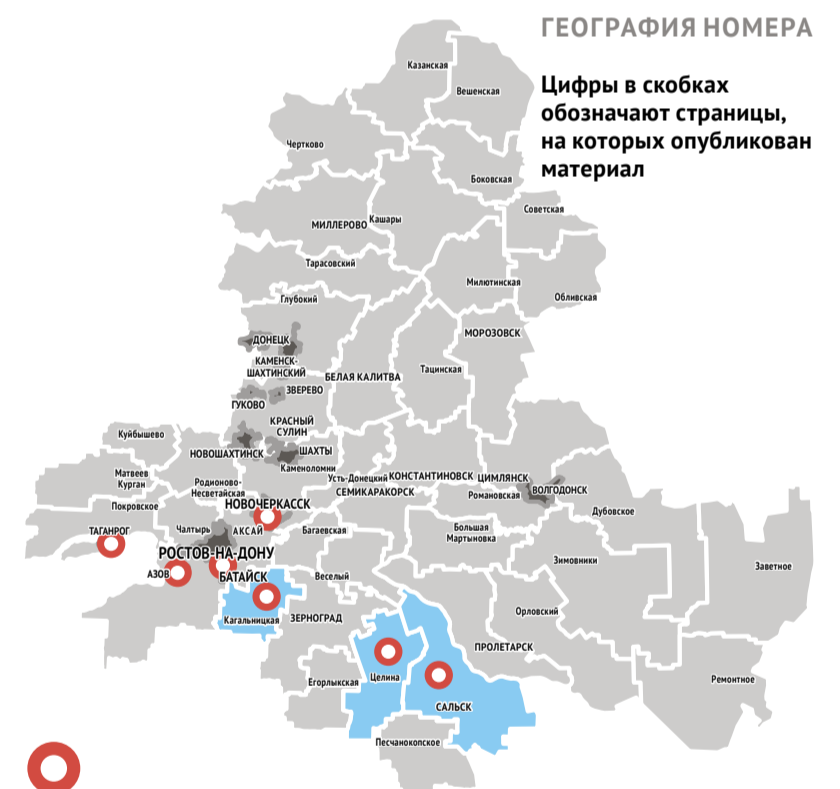 ГЕОГРАФИЯ НОМЕРА
Цифры в скобках
обозначают страницы,
на которых опубликован
материал
Казанская
Вешенская
Чертково
Боковская
Советская
МИЛЛЕРОВО
Кашары
Тарасовский
Милютинская
Обливская
Глубокий
МОРОЗОВСК
ДОНЕЦК
КАМЕНСК-
ШАХТИНСКИЙ
Тацинская
БЕЛАЯ КАЛИТВА
ЗВЕРЕВО
ГУКОВО
КРАСНЫЙ
СУЛИН
Куйбышево
НОВОШАХТИНСК
ШАХТЫ
Каменоломни
Матвеев
Курган
Родионово-
Несветайская
Усть-Донецкий
КОНСТАНТИНОВСК
ЦИМЛЯНСК
СЕМИКАРАКОРСК
Романовская
ВОЛГОДОНСК
Покровское
НОВОЧЕРКАССК
Дубовское
ТАГАНРОГ
Чалтырь
АКСАЙ
Багаевская
Большая
Мартыновка
РОСТОВ-НА-ДОНУ
Зимовники
Заветное
АЗОВ
БАТАЙСК
Веселый
Кагальницкая
ЗЕРНОГРАД
Орловский
ПРОЛЕТАРСК
Егорлыкская
Целина
Ремонтное
САЛЬСК
Песчанокопское